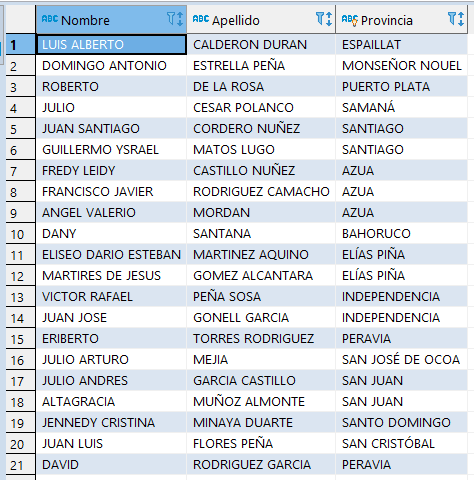 ABC Nombre ABC Apellido ABC Provincia
1 LUIS ALBERTO CALDERON DURAN ESPAILLAT
2 DOMINGO ANTONIO ESTRELLA PEÑA MONSEÑOR NOUEL
3 ROBERTO DE LA ROSA PUERTO PLATA
4 JULIO CESAR POLANCO SAMANÁ
5 JUAN SANTIAGO CORDERO NUÑEZ SANTIAGO
6 GUILLERMO YSRAEL MATOS LUGO SANTIAGO
7 FREDY LEIDY CASTILLO NUÑEZ AZUA
8 FRANCISCO JAVIER RODRIGUEZ CAMACHO AZUA
9 ANGEL VALERIO MORDAN AZUA
10 DANY SANTANA BAHORUCO
11 ELISEO DARIO ESTEBAN MARTINEZ AQUINO ELÍAS PIÑA
12 MARTIRES DE JESUS GOMEZ ALCANTARA ELÍAS PIÑA
13 VICTOR RAFAEL PEÑA SOSA INDEPENDENCIA
14 JUAN JOSE GONELL GARCIA INDEPENDENCIA
15 ERIBERTO TORRES RODRIGUEZ PERAVIA
16 JULIO ARTURO MEJIA SAN JOSÉ DE OCOA
17 JULIO ANDRES GARCIA CASTILLO SAN JUAN
18 ALTAGRACIA MUÑOZ ALMONTE SAN JUAN
19 JENNEDY CRISTINA MINAYA DUARTE SANTO DOMINGO
20 JUAN LUIS FLORES PEÑA SAN CRISTÓBAL
21 DAVID RODRIGUEZ GARCIA PERAVIA